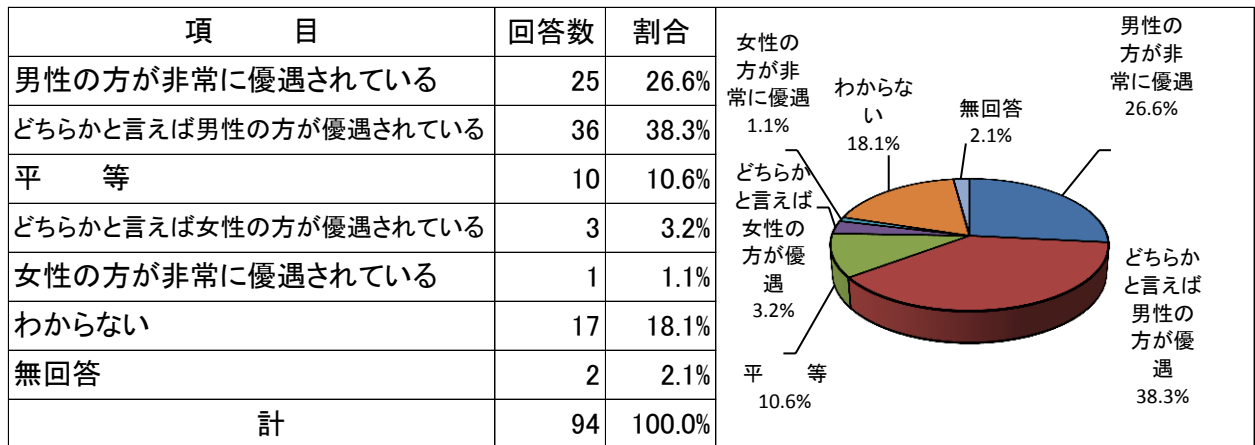 項　　目 回答数 割合
男性の方が非常に優遇されている 25 26.6%
どちらかと言えば男性の方が優遇されている 36 38.3%
平　　等 10 10.6%
どちらかと言えば女性の方が優遇されている 3 3.2%
女性の方が非常に優遇されている 1 1.1%
わからない 17 18.1%
無回答 2 2.1%
計 94 100.0%
男性の
方が非
常に優遇
26.6%
どちらか
と言えば
男性の
方が優
遇
38.3%
平　　等
10.6%
どちらか
と言えば
女性の
方が優
遇
3.2%
女性の
方が非
常に優遇
1.1%
わからな
い
18.1%
無回答
2.1%